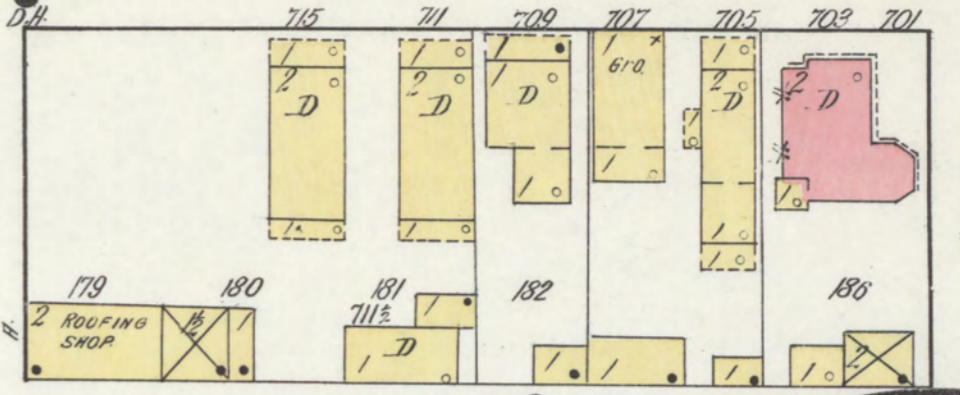 D.H. 715 711 709 707 705 703 701
1 1 1 1 x 1
2 2 1 Gro. 2 2
D D D D D
1 1 1 1 1 1
1
179 180 181 182 186
711½
2 ROOFING SHOP. 1½ 1 1 D 1 1 1 1 1 2
A.